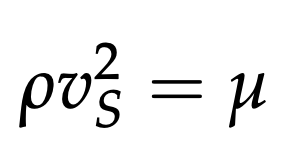 ρv_S^2 = μ